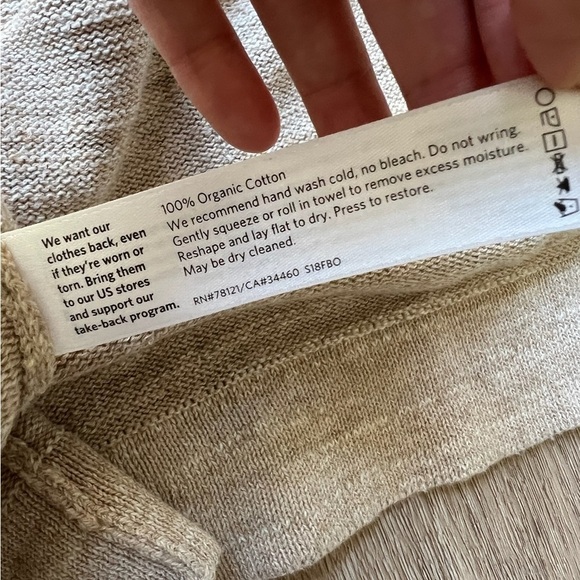 We want our
clothes back, even
if they're worn or
torn. Bring them
to our US stores
and support our
take-back program.
100% Organic Cotton
We recommend hand wash cold, no bleach. Do not wring.
Gently squeeze or roll in towel to remove excess moisture.
Reshape and lay flat to dry. Press to restore.
May be dry cleaned.
RN#78121/CA#34460 S18FBO